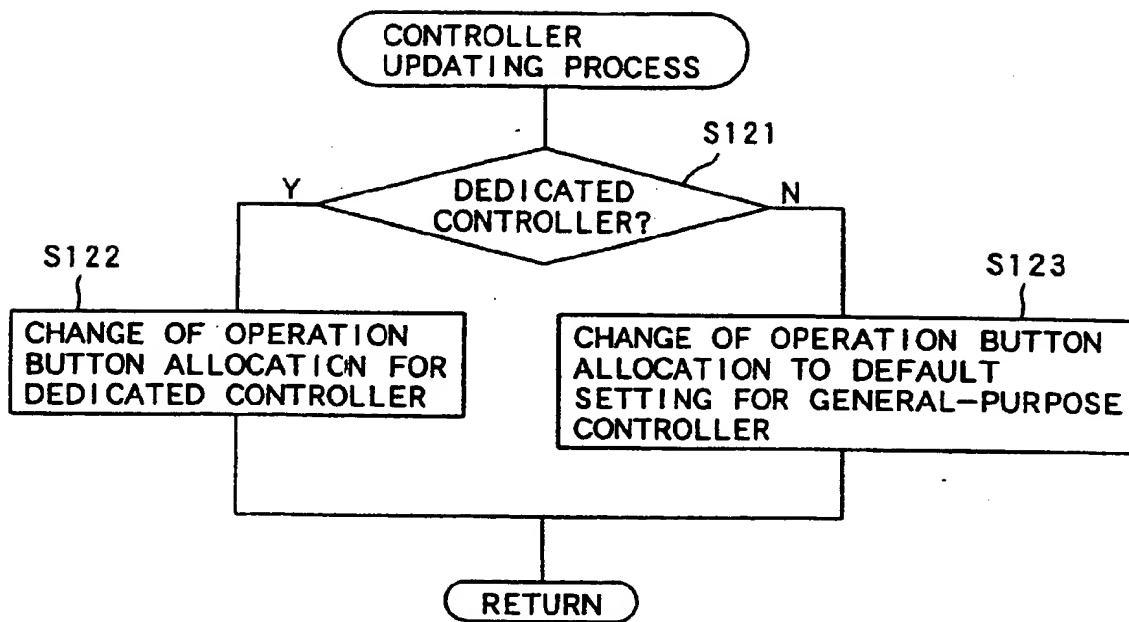 CONTROLLER
UPDATING PROCESS
S121
DEDICATED
CONTROLLER?
Y
N
S122
CHANGE OF OPERATION
BUTTON ALLOCATION FOR
DEDICATED CONTROLLER
S123
CHANGE OF OPERATION BUTTON
ALLOCATION TO DEFAULT
SETTING FOR GENERAL-PURPOSE
CONTROLLER
RETURN